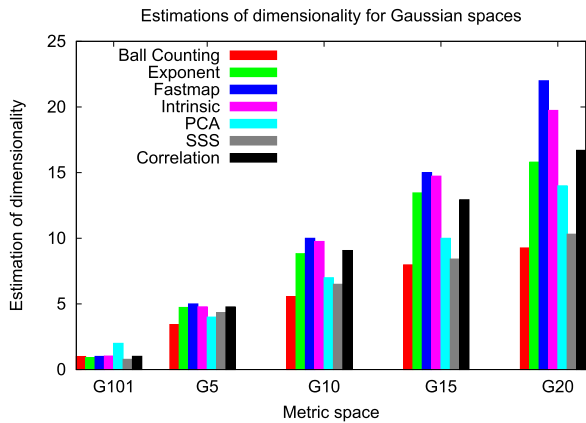 Estimations of dimensionality for Gaussian spaces
25
20
15
10
5
0
Estimation of dimensionality
Ball Counting
Exponent
Fastmap
Intrinsic
PCA
SSS
Correlation
G101 G5 G10 G15 G20
Metric space